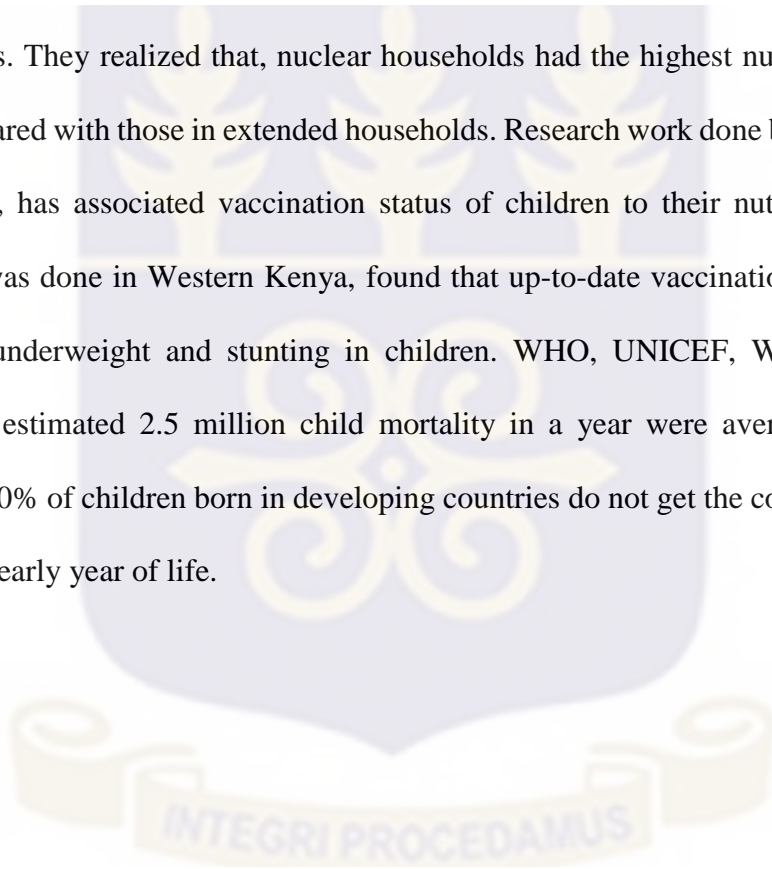 s. They realized that, nuclear households had the highest nu
ared with those in extended households. Research work done b
, has associated vaccination status of children to their nut
was done in Western Kenya, found that up-to-date vaccinatio
underweight and stunting in children. WHO, UNICEF, W
estimated 2.5 million child mortality in a year were aver
0% of children born in developing countries do not get the co
early year of life.
INTEGRI PROCEDAMUS